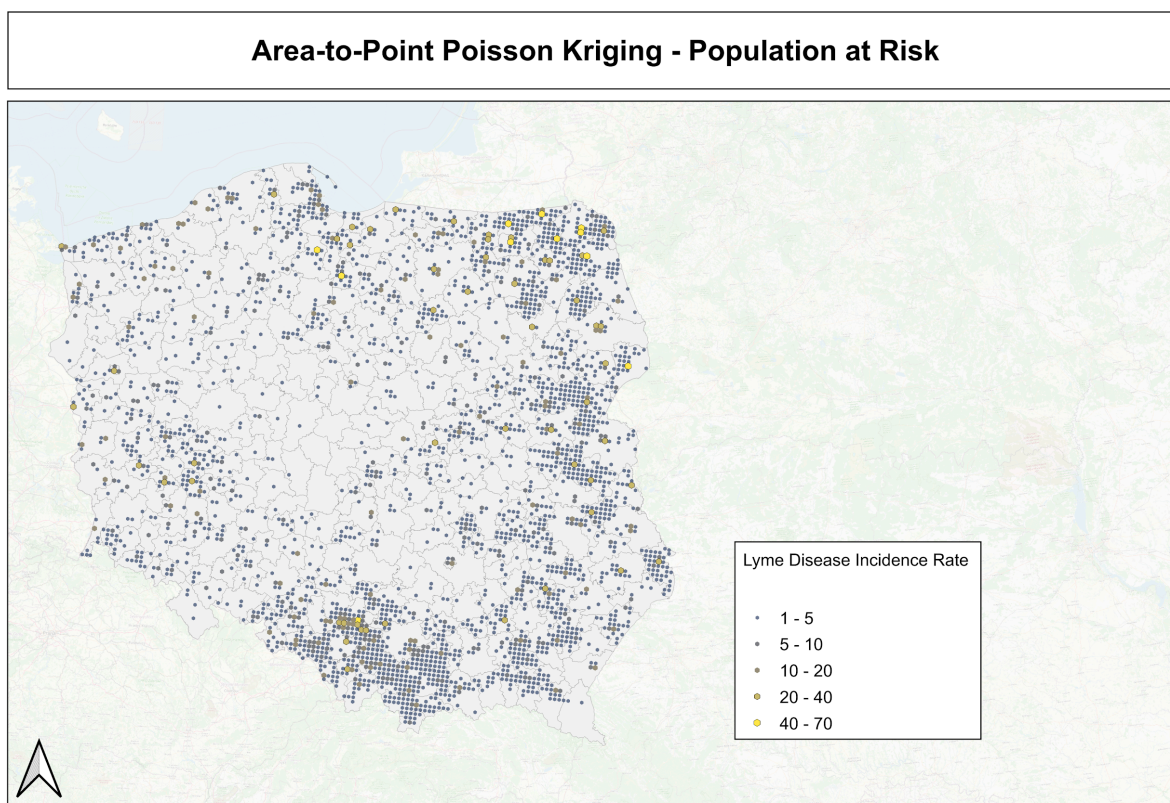 Area-to-Point Poisson Kriging - Population at Risk
Lyme Disease Incidence Rate
1 - 5
5 - 10
10 - 20
20 - 40
40 - 70